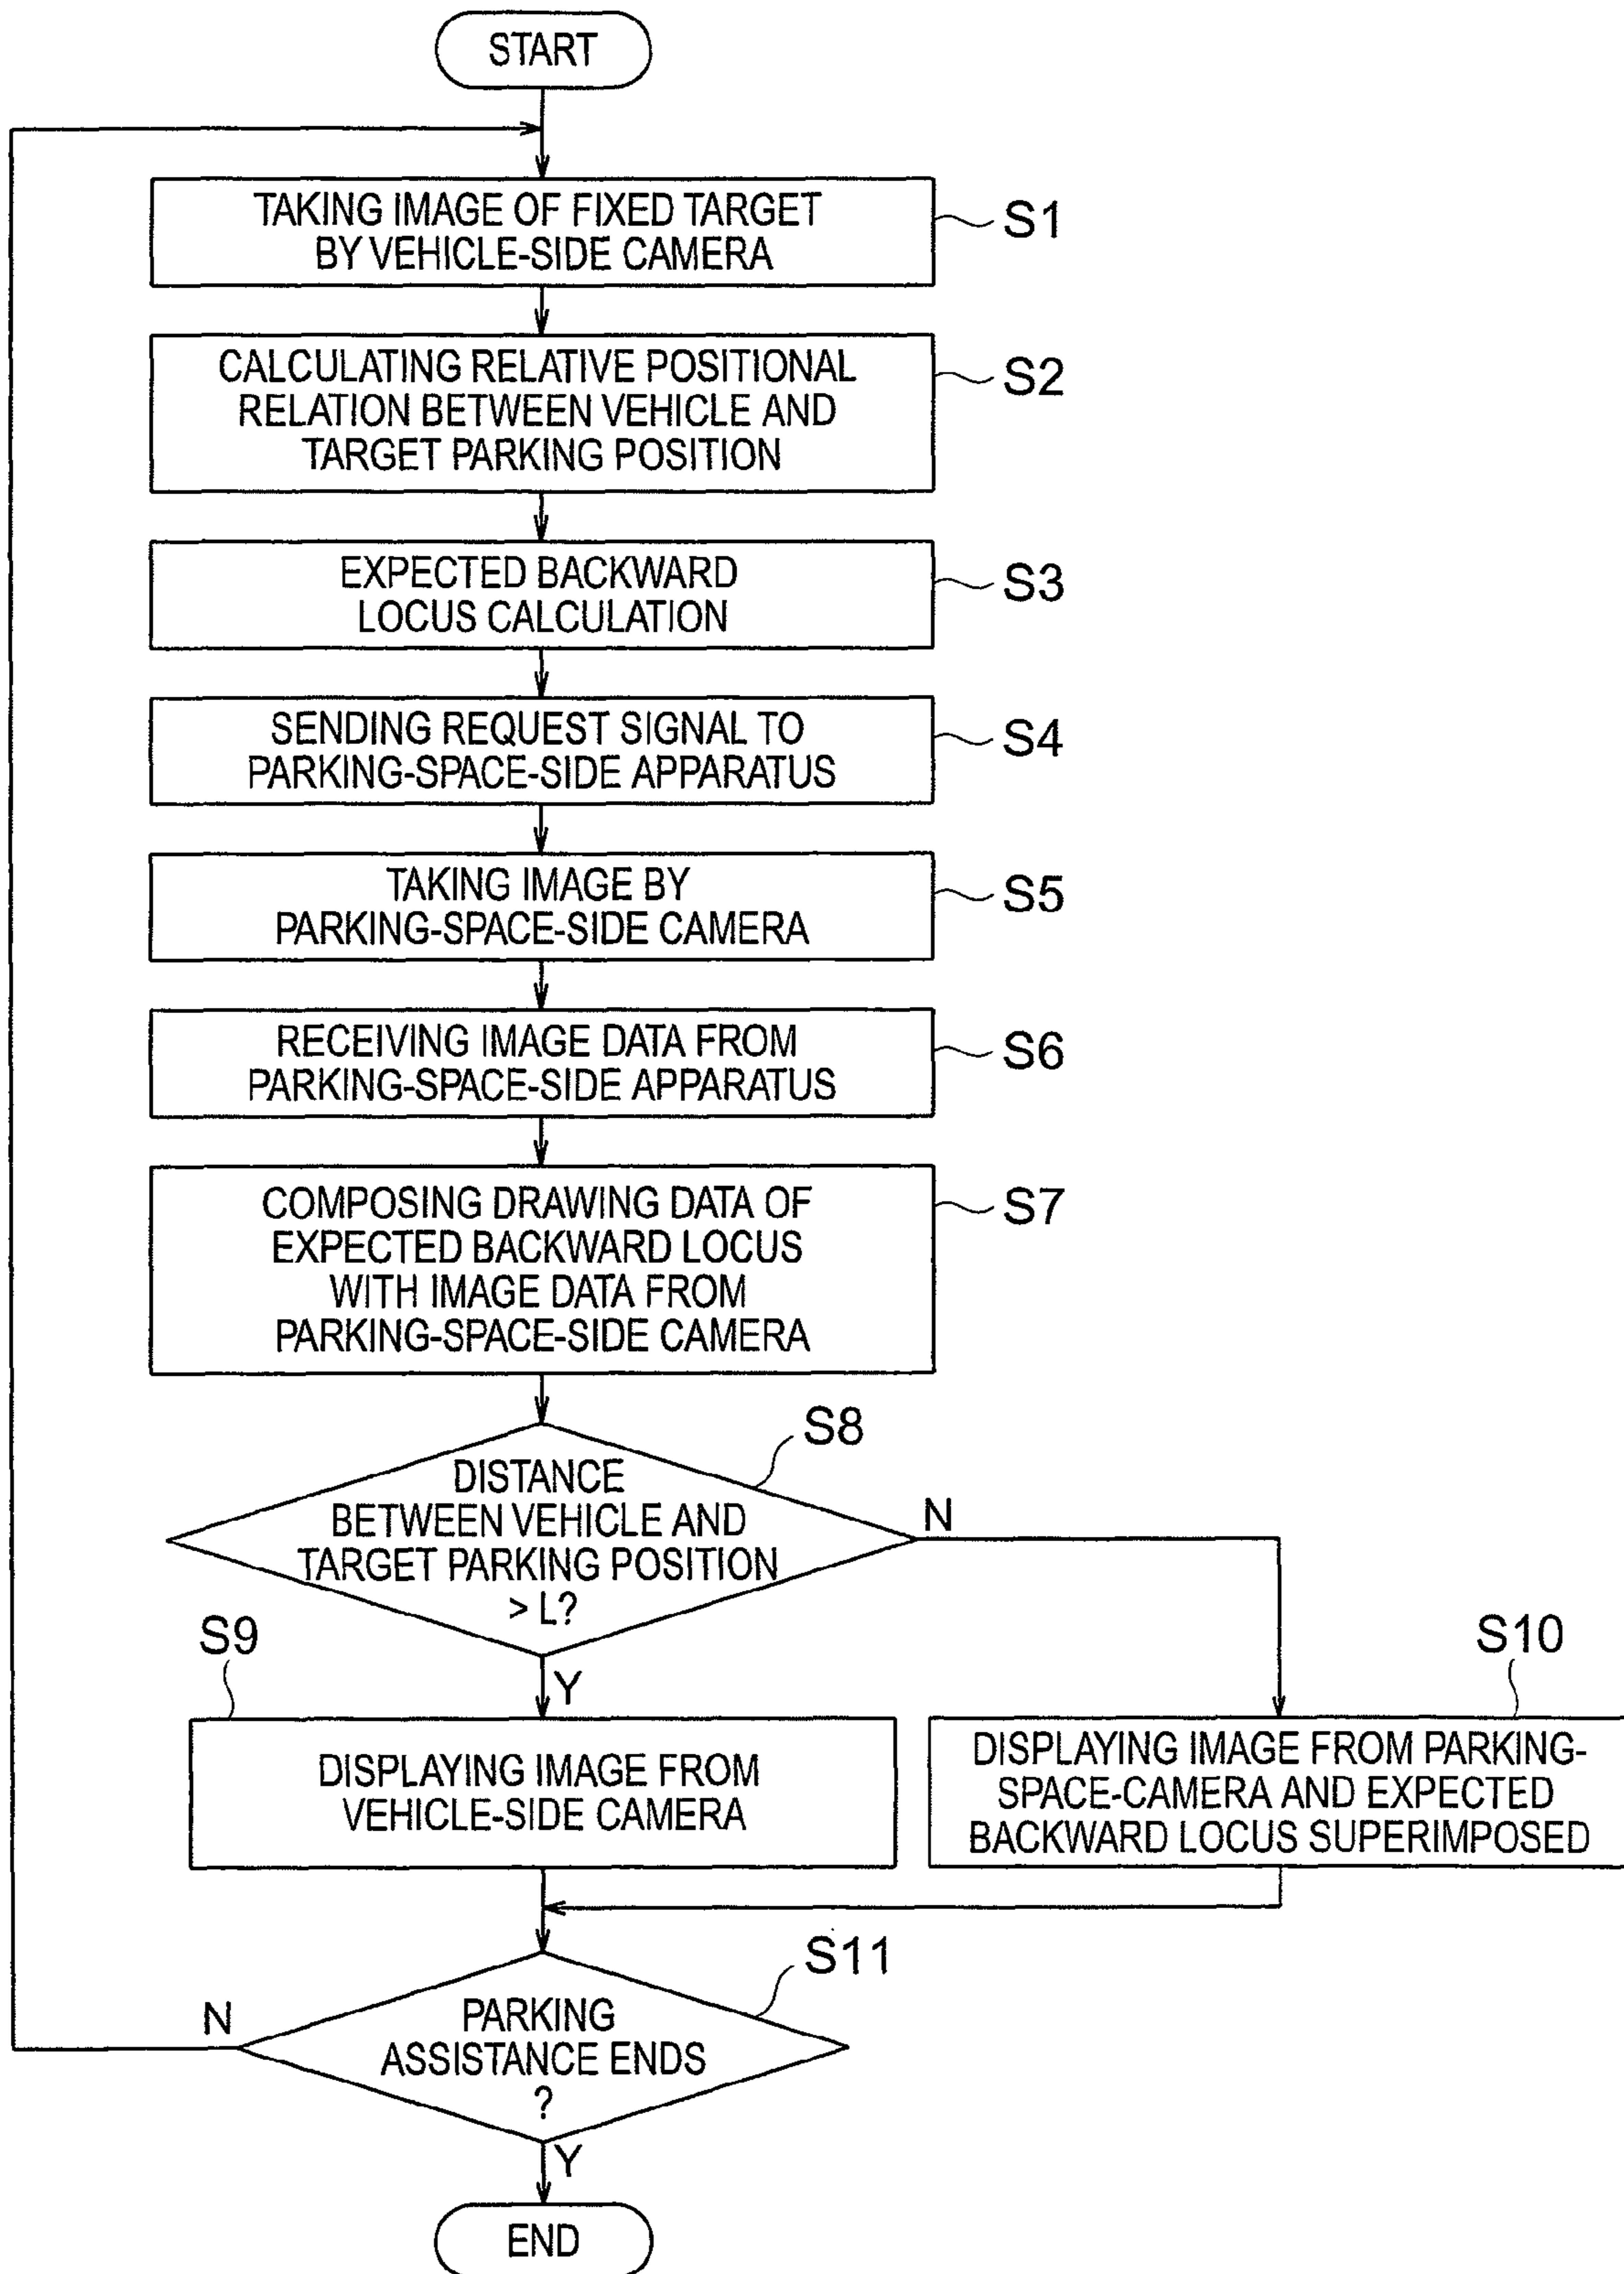 START
TAKING IMAGE OF FIXED TARGET
BY VEHICLE-SIDE CAMERA
S1
CALCULATING RELATIVE POSITIONAL
RELATION BETWEEN VEHICLE AND
TARGET PARKING POSITION
S2
EXPECTED BACKWARD
LOCUS CALCULATION
S3
SENDING REQUEST SIGNAL TO
PARKING-SPACE-SIDE APPARATUS
S4
TAKING IMAGE BY
PARKING-SPACE-SIDE CAMERA
S5
RECEIVING IMAGE DATA FROM
PARKING-SPACE-SIDE APPARATUS
S6
COMPOSING DRAWING DATA OF
EXPECTED BACKWARD LOCUS
WITH IMAGE DATA FROM
PARKING-SPACE-SIDE CAMERA
S7
S8
DISTANCE
BETWEEN VEHICLE AND
TARGET PARKING POSITION
> L?
N
Y
S9
DISPLAYING IMAGE FROM
VEHICLE-SIDE CAMERA
S10
DISPLAYING IMAGE FROM PARKING-
SPACE-CAMERA AND EXPECTED
BACKWARD LOCUS SUPERIMPOSED
S11
PARKING
ASSISTANCE ENDS
?
N
Y
END